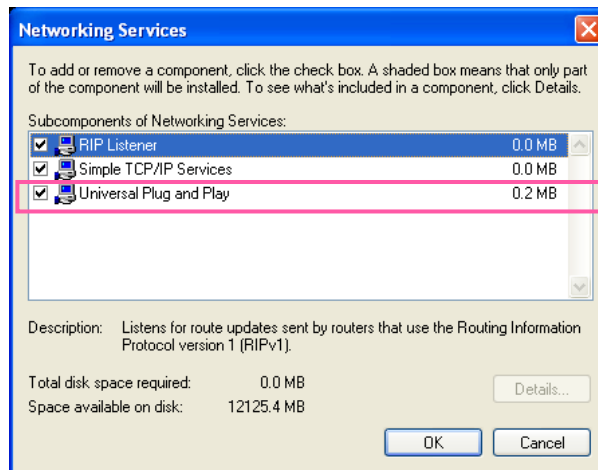 Networking Services
To add or remove a component, click the check box. A shaded box means that only part
of the component will be installed. To see what's included in a component, click Details.
Subcomponents of Networking Services:
RIP Listener 0.0 MB
Simple TCP/IP Services 0.0 MB
Universal Plug and Play 0.2 MB
Description: Listens for route updates sent by routers that use the Routing Information
Protocol version 1 (RIPv1).
Total disk space required: 0.0 MB
Space available on disk: 12125.4 MB
Details...
OK Cancel